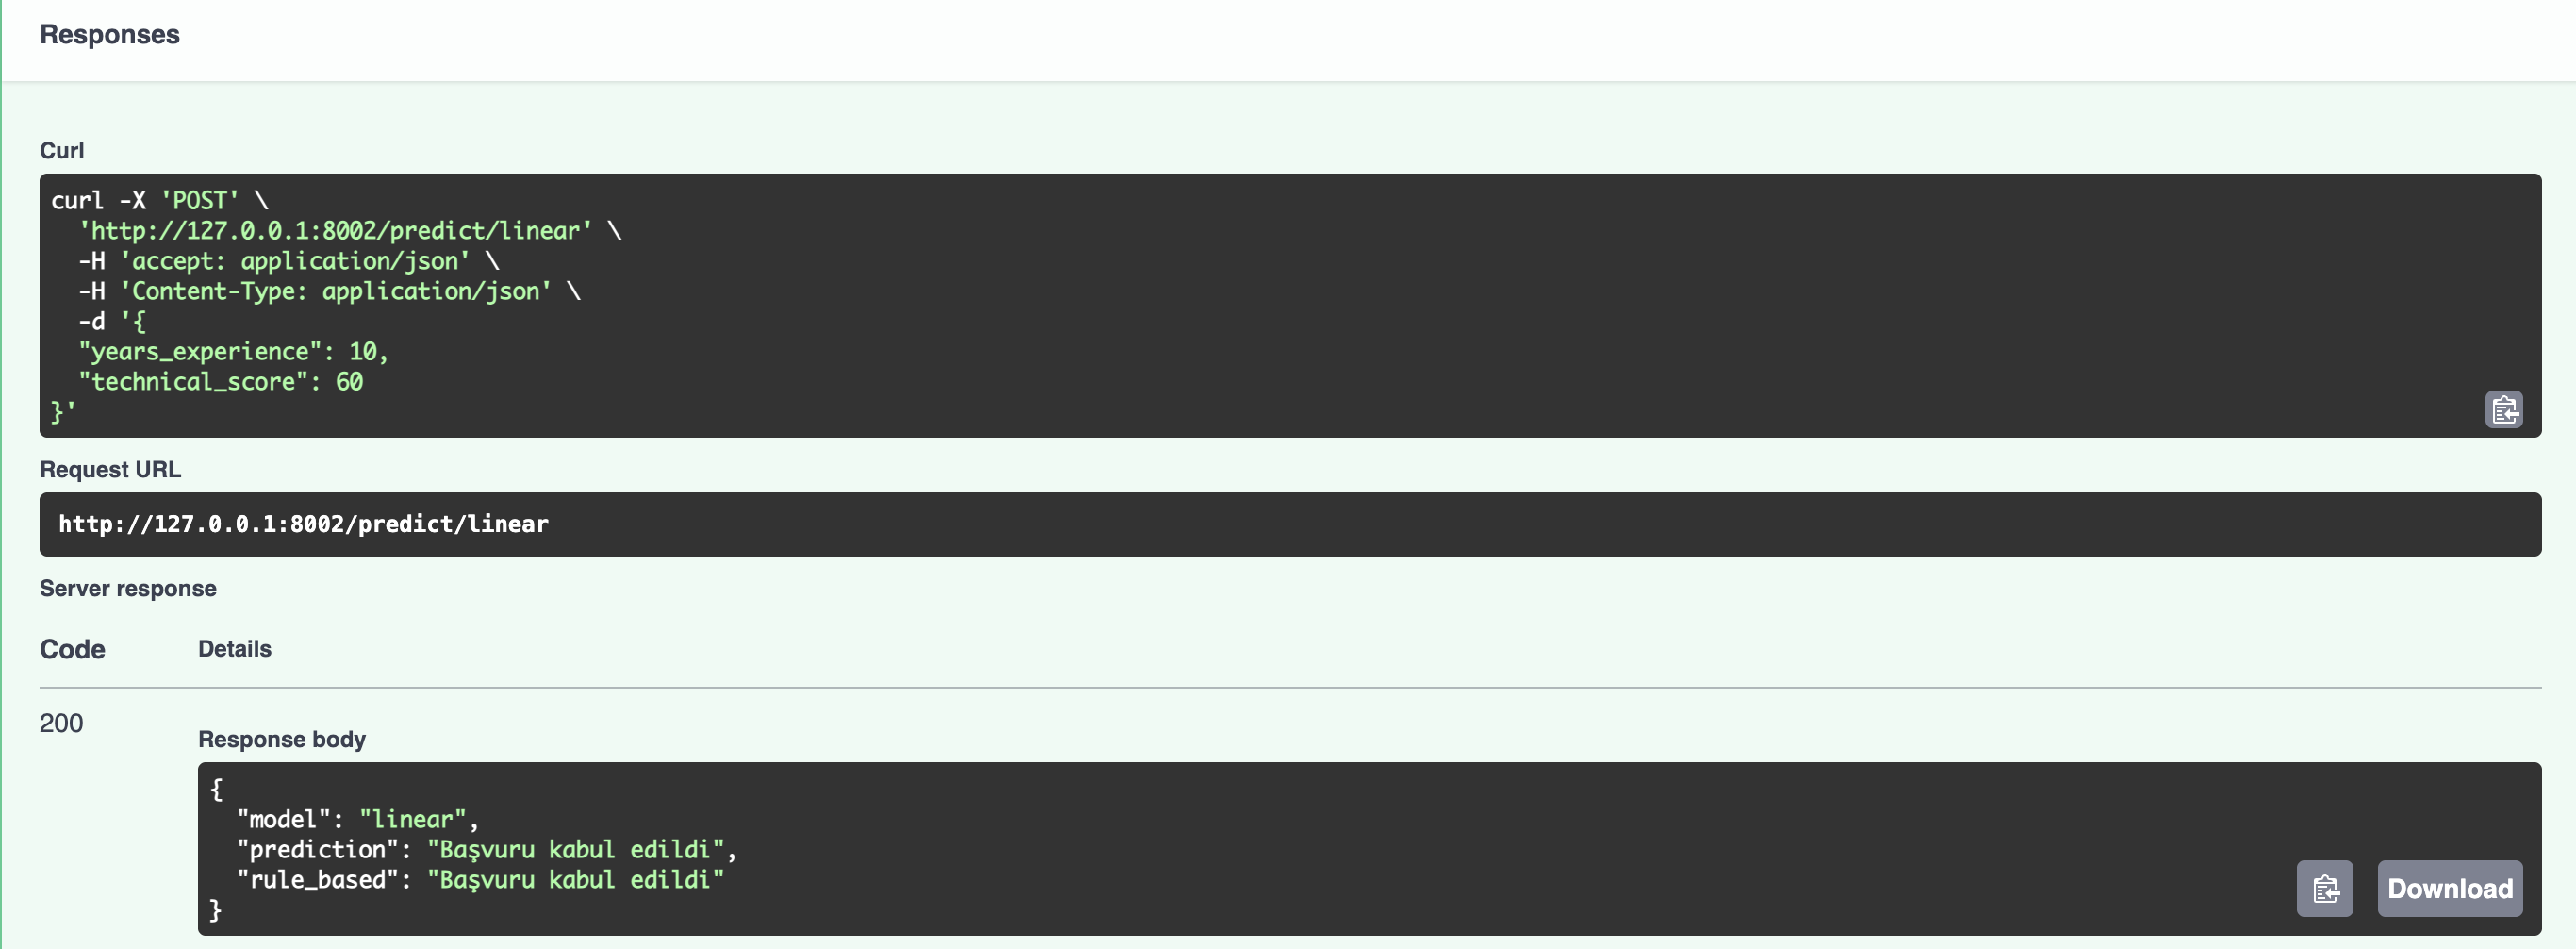 Responses
Curl
curl -X 'POST' \
  'http://127.0.0.1:8002/predict/linear' \
  -H 'accept: application/json' \
  -H 'Content-Type: application/json' \
  -d '{
  "years_experience": 10,
  "technical_score": 60
}'
Request URL
http://127.0.0.1:8002/predict/linear
Server response
Code Details
200
Response body
{
  "model": "linear",
  "prediction": "Başvuru kabul edildi",
  "rule_based": "Başvuru kabul edildi"
}
Download